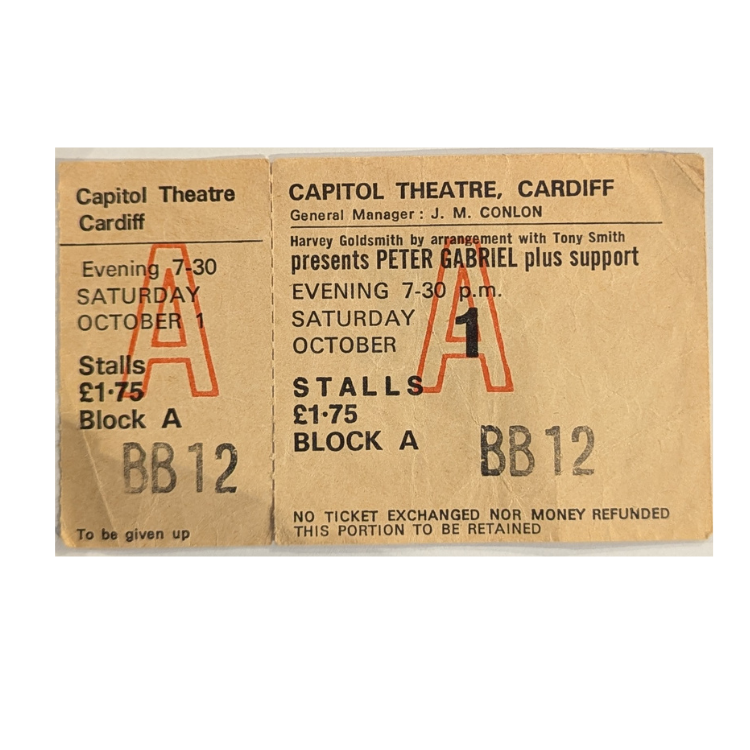 Capitol Theatre
Cardiff
A
Evening 7-30
SATURDAY
OCTOBER 1
Stalls
£1·75
Block A
BB 12
To be given up
CAPITOL THEATRE, CARDIFF
General Manager : J. M. CONLON
Harvey Goldsmith by arrangement with Tony Smith
presents PETER GABRIEL plus support
A
EVENING 7-30 p.m.
SATURDAY
OCTOBER 1
STALLS
£1·75
BLOCK A
BB 12
NO TICKET EXCHANGED NOR MONEY REFUNDED
THIS PORTION TO BE RETAINED